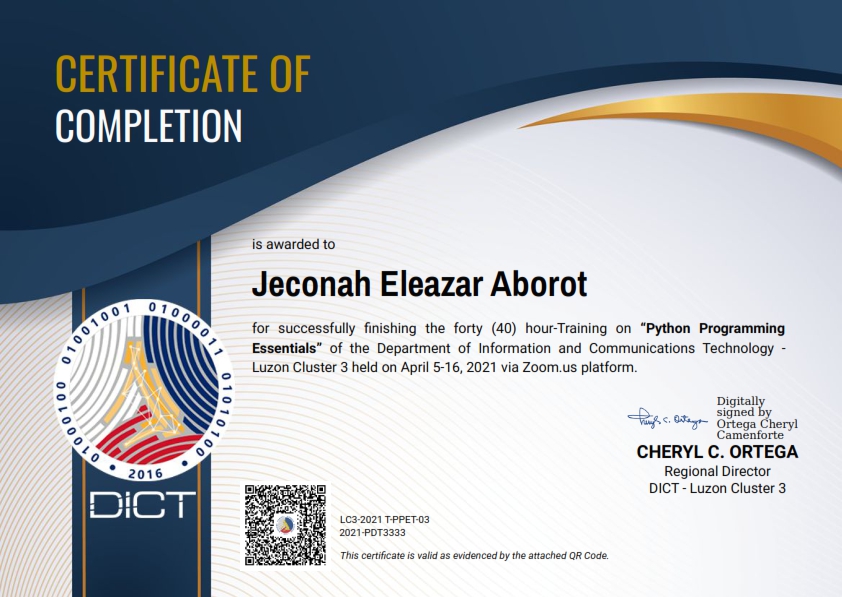 CERTIFICATE OF
COMPLETION
is awarded to
Jeconah Eleazar Aborot
for successfully finishing the forty (40) hour-Training on “Python Programming
Essentials” of the Department of Information and Communications Technology -
Luzon Cluster 3 held on April 5-16, 2021 via Zoom.us platform.
01001001 01000011 01010100 01000100
2016
DICT
Digitally
signed by
Ortega Cheryl
Camenforte
CHERYL C. ORTEGA
Regional Director
DICT - Luzon Cluster 3
LC3-2021 T-PPET-03
2021-PDT3333
This certificate is valid as evidenced by the attached QR Code.